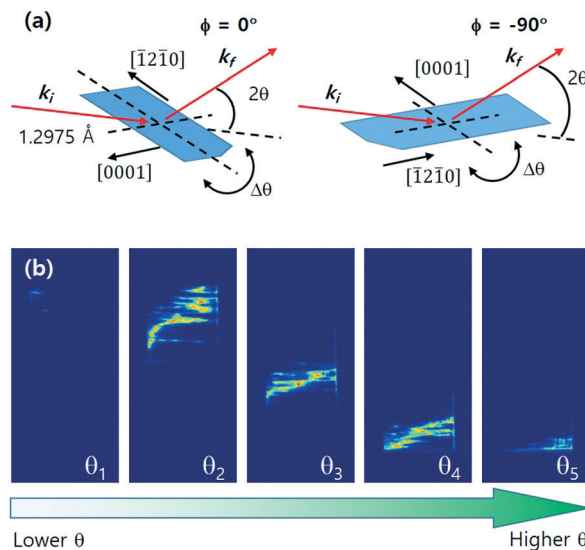 (a)
ϕ = 0°
ϕ = -90°
[1̅21̅0]
k_f
[0001]
k_f
k_i
2θ
k_i
2θ
1.2975 Å
[0001]
Δθ
[1̅21̅0]
Δθ
(b)
θ₁ θ₂ θ₃ θ₄ θ₅
Lower θ Higher θ